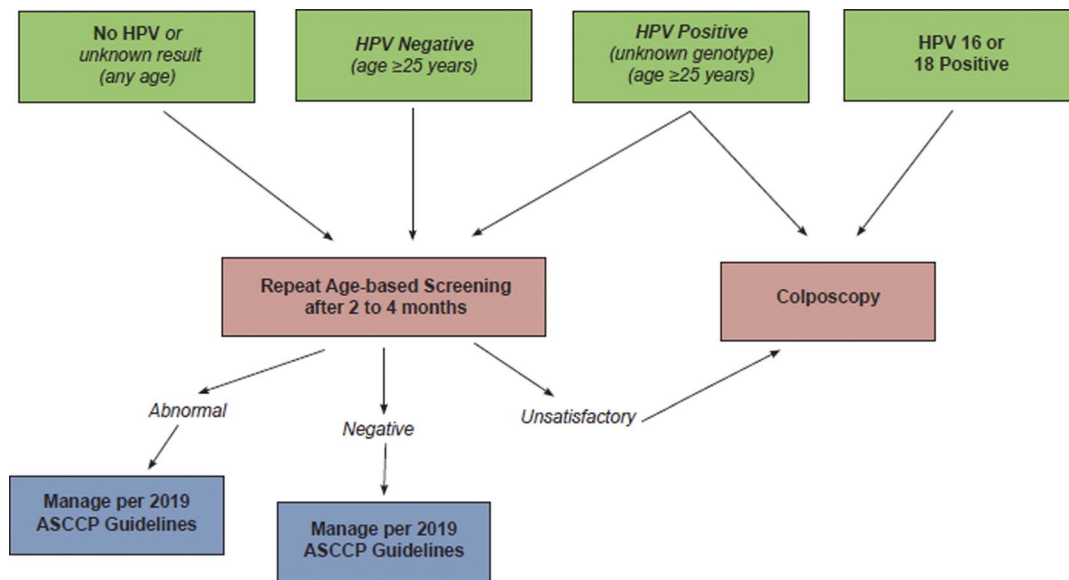 No HPV or
unknown result
(any age)
HPV Negative
(age ≥25 years)
HPV Positive
(unknown genotype)
(age ≥25 years)
HPV 16 or
18 Positive
Repeat Age-based Screening
after 2 to 4 months
Colposcopy
Abnormal
Negative
Unsatisfactory
Manage per 2019
ASCCP Guidelines
Manage per 2019
ASCCP Guidelines